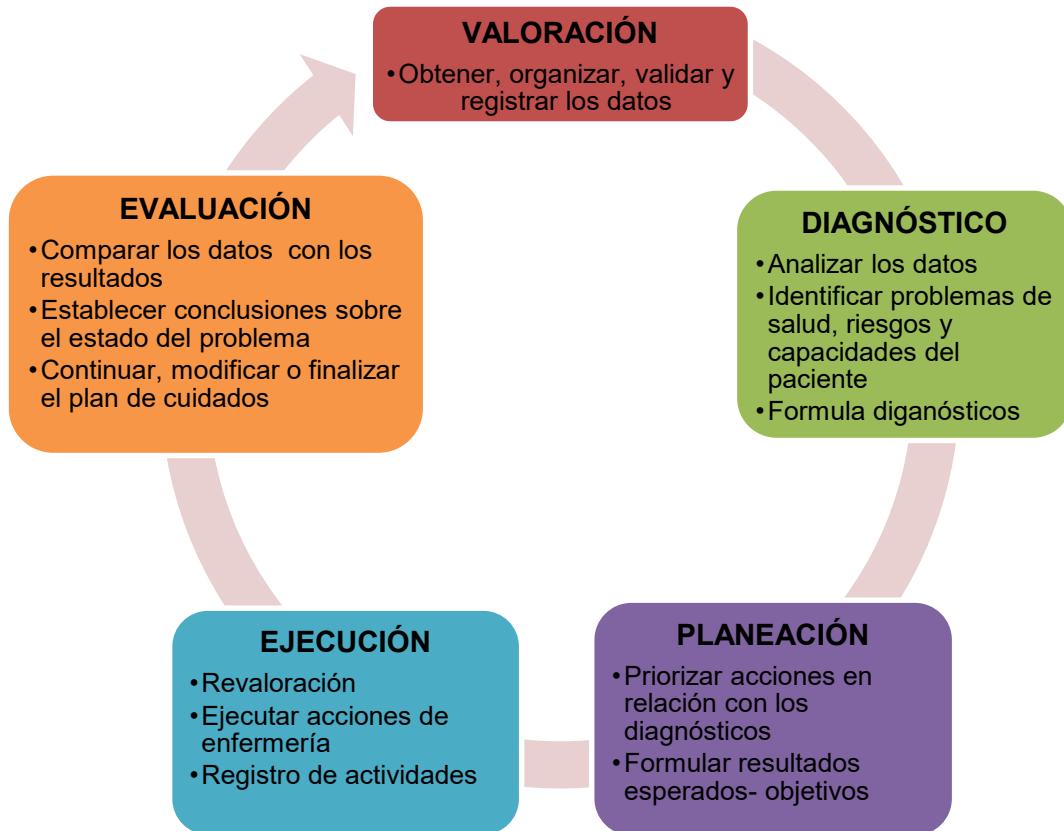 VALORACIÓN
•Obtener, organizar, validar y
registrar los datos
DIAGNÓSTICO
•Analizar los datos
•Identificar problemas de
salud, riesgos y
capacidades del
paciente
•Formula diganósticos
PLANEACIÓN
•Priorizar acciones en
relación con los
diagnósticos
•Formular resultados
esperados- objetivos
EJECUCIÓN
•Revaloración
•Ejecutar acciones de
enfermería
•Registro de actividades
EVALUACIÓN
•Comparar los datos con los
resultados
•Establecer conclusiones sobre
el estado del problema
•Continuar, modificar o finalizar
el plan de cuidados